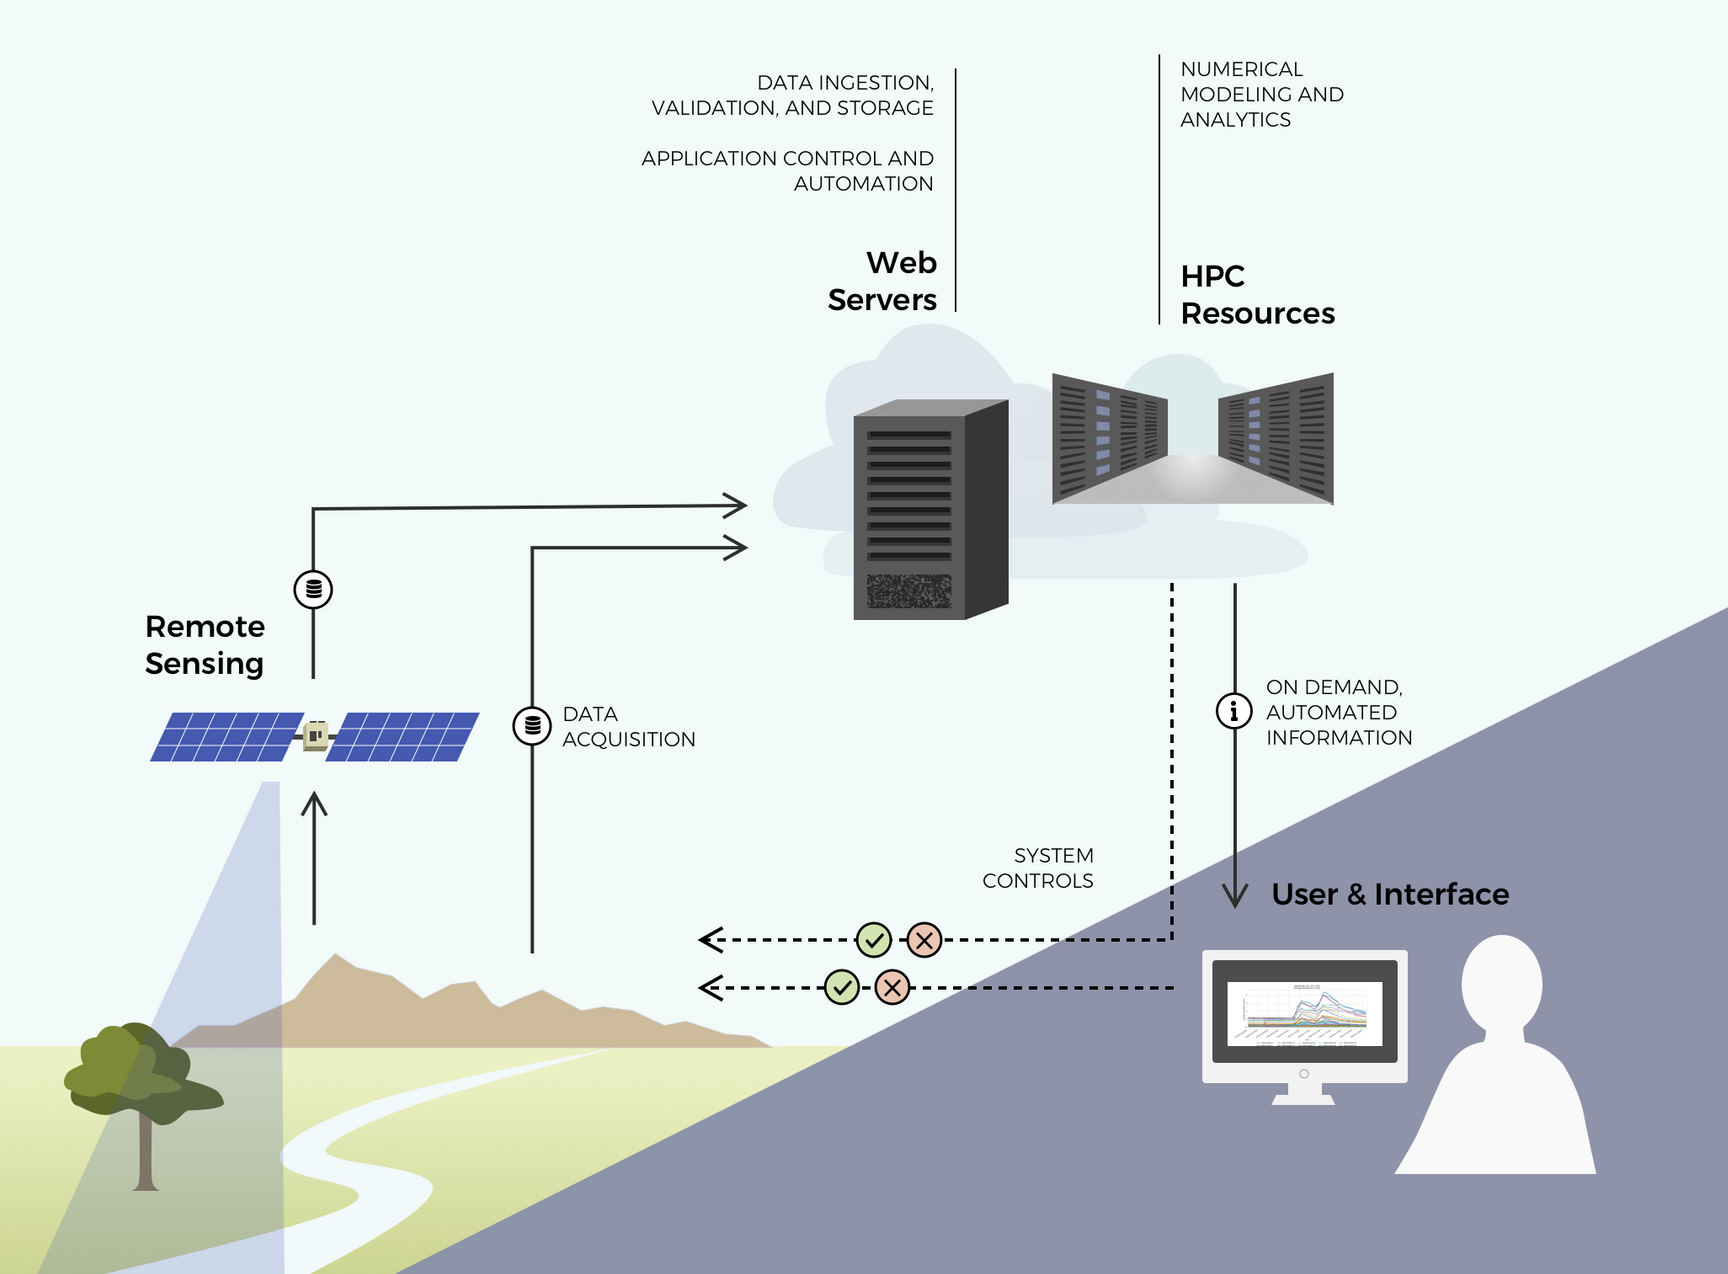 DATA INGESTION,
VALIDATION, AND STORAGE
APPLICATION CONTROL AND
AUTOMATION
Web
Servers
NUMERICAL
MODELING AND
ANALYTICS
HPC
Resources
Remote
Sensing
DATA
ACQUISITION
ON DEMAND,
AUTOMATED
INFORMATION
SYSTEM
CONTROLS
User & Interface